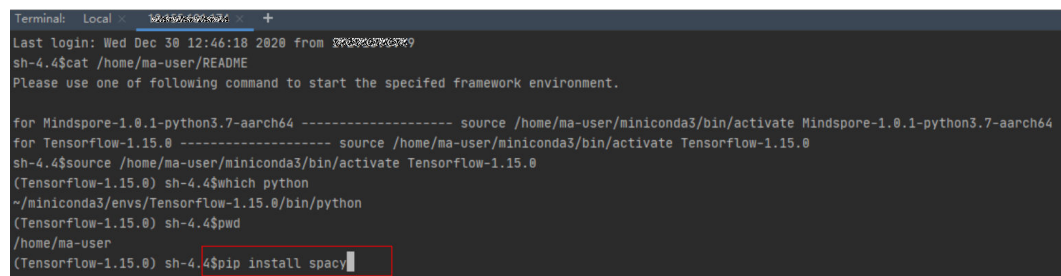 Terminal: Local × × +
Last login: Wed Dec 30 12:46:18 2020 from 9
sh-4.4$cat /home/ma-user/README
Please use one of following command to start the specifed framework environment.
for Mindspore-1.0.1-python3.7-aarch64 -------------------- source /home/ma-user/miniconda3/bin/activate Mindspore-1.0.1-python3.7-aarch64
for Tensorflow-1.15.0 -------------------- source /home/ma-user/miniconda3/bin/activate Tensorflow-1.15.0
sh-4.4$source /home/ma-user/miniconda3/bin/activate Tensorflow-1.15.0
(Tensorflow-1.15.0) sh-4.4$which python
~/miniconda3/envs/Tensorflow-1.15.0/bin/python
(Tensorflow-1.15.0) sh-4.4$pwd
/home/ma-user
(Tensorflow-1.15.0) sh-4.4$pip install spacy